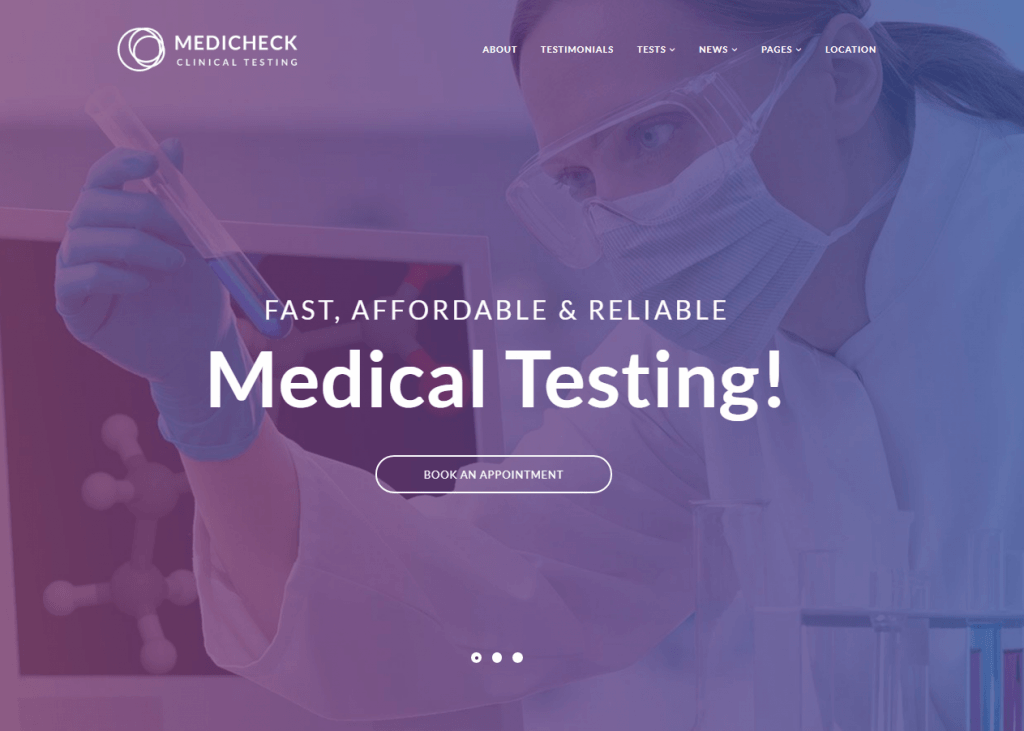 MEDICHECK
CLINICAL TESTING
ABOUT TESTIMONIALS TESTS NEWS PAGES LOCATION
FAST, AFFORDABLE & RELIABLE
Medical Testing!
BOOK AN APPOINTMENT